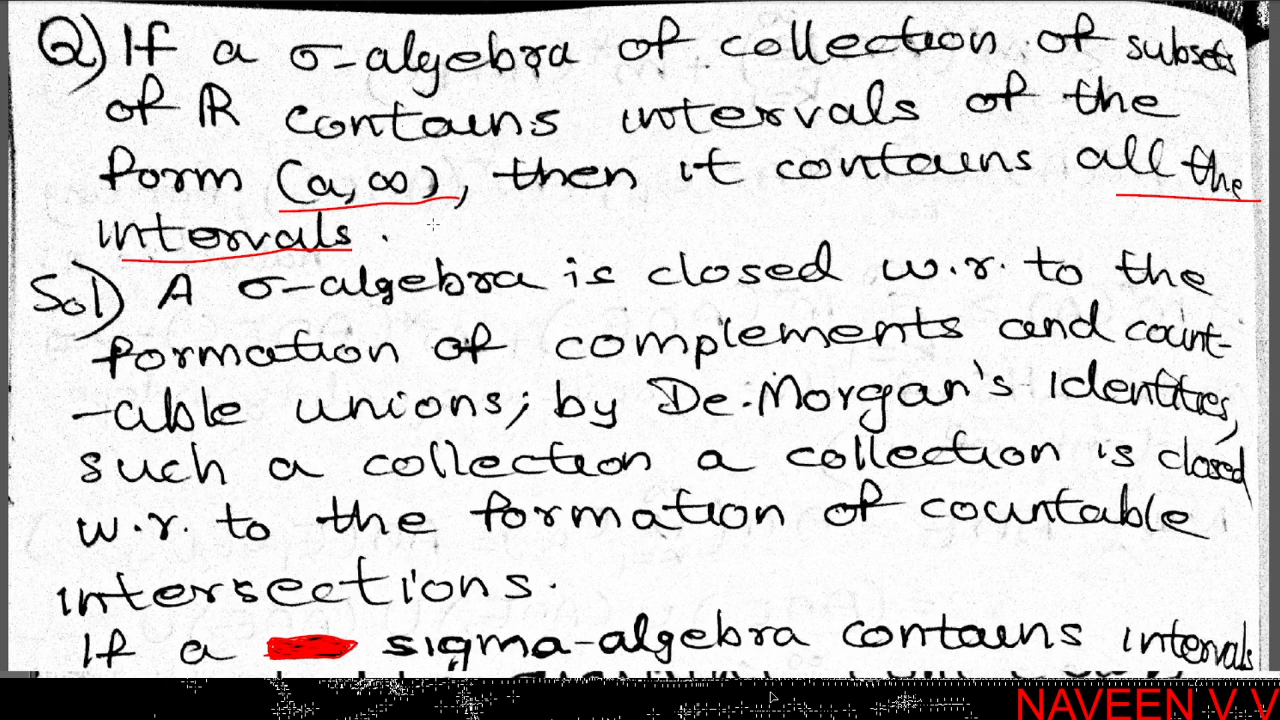 Q) If a σ-algebra of collection of subsets
of ℝ contains intervals of the
form (a, ∞), then it contains all the
intervals.
Sol) A σ-algebra is closed w.r. to the
formation of complements and count-
-able unions; by De.Morgan's identities,
such a collection a collection is closed
w.r. to the formation of countable
intersections.
If a sigma-algebra contains intervals
NAVEEN V V